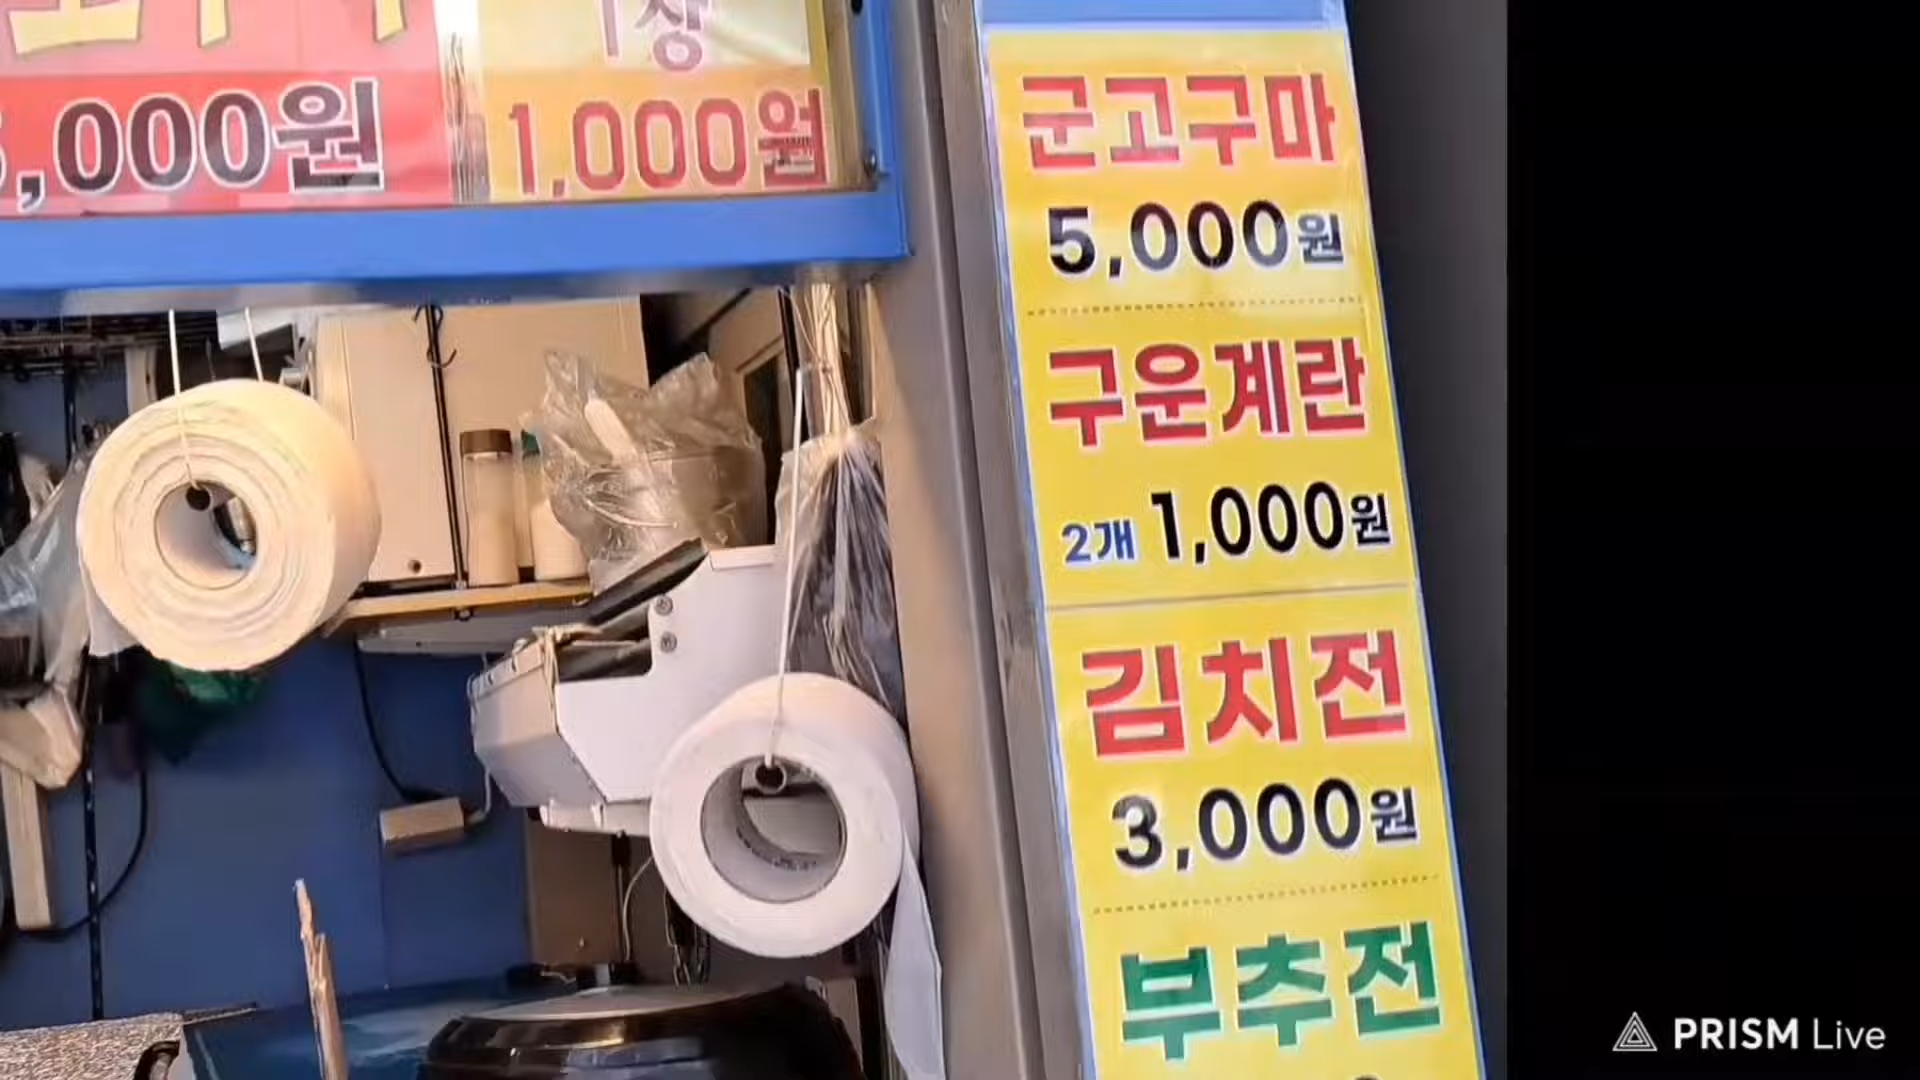 1장
,000원
1,000원
군고구마
5,000원
구운계란
2개 1,000원
김치전
3,000원
부추전
PRISM Live